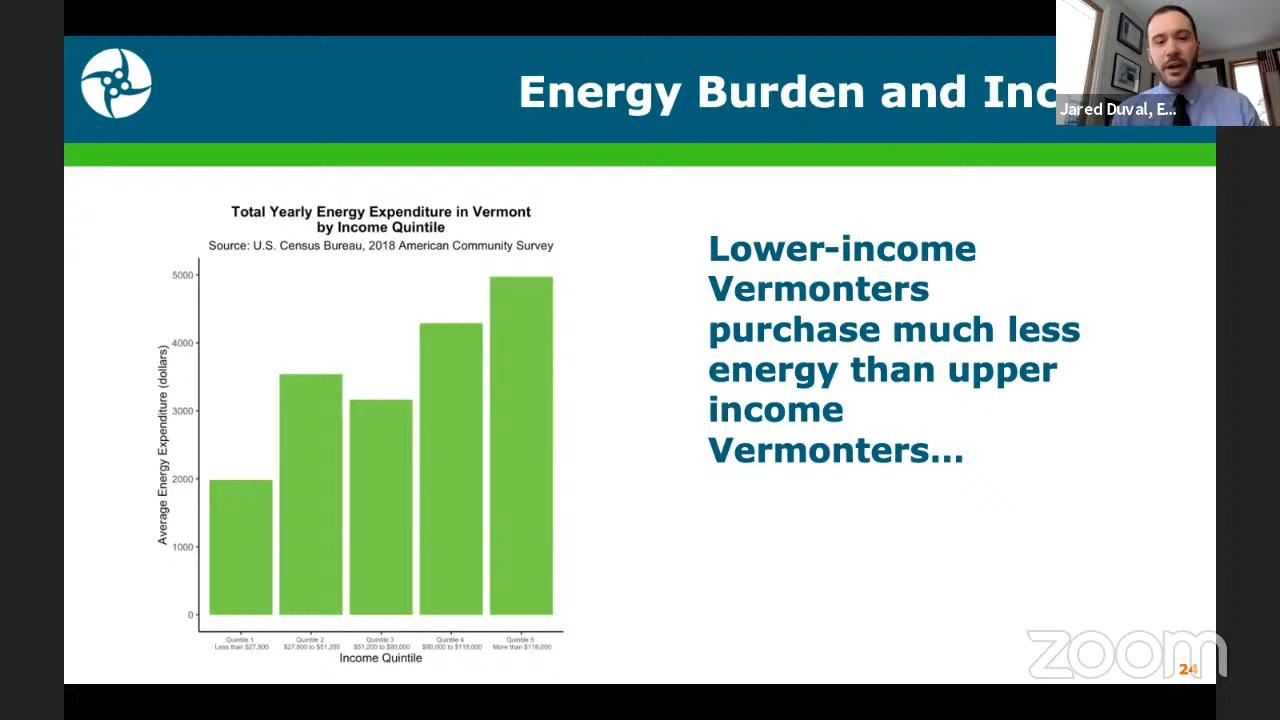 Energy Burden and Inc
Jared Duval, E...
Total Yearly Energy Expenditure in Vermont
by Income Quintile
Source: U.S. Census Bureau, 2018 American Community Survey
Average Energy Expenditure (dollars)
5000
4000
3000
2000
1000
0
Quintile 1 Quintile 2 Quintile 3 Quintile 4 Quintile 5
Less than $27,800 $27,800 to $51,200 $51,200 to $80,000 $80,000 to $118,000 More than $118,000
Income Quintile
Lower-income
Vermonters
purchase much less
energy than upper
income
Vermonters...
zoom
24